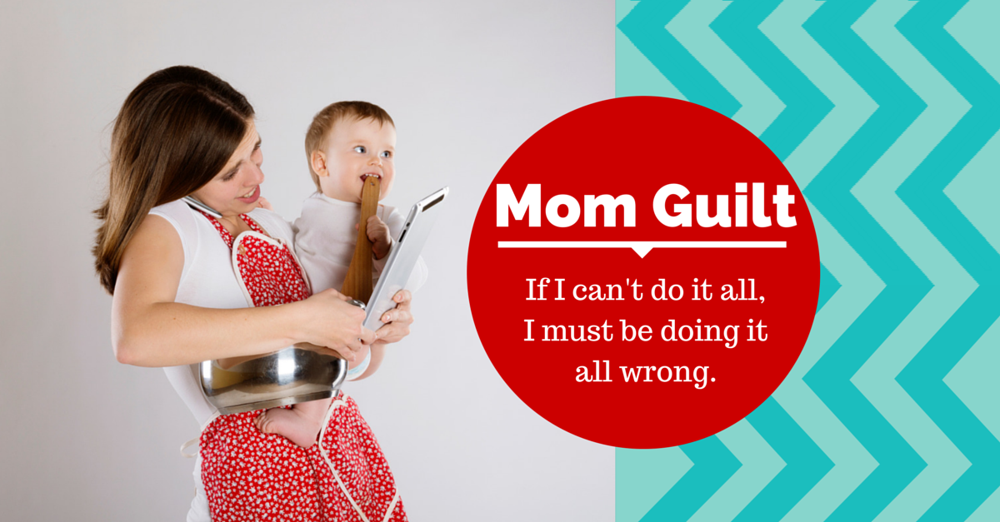 Mom Guilt
If I can't do it all,
I must be doing it
all wrong.